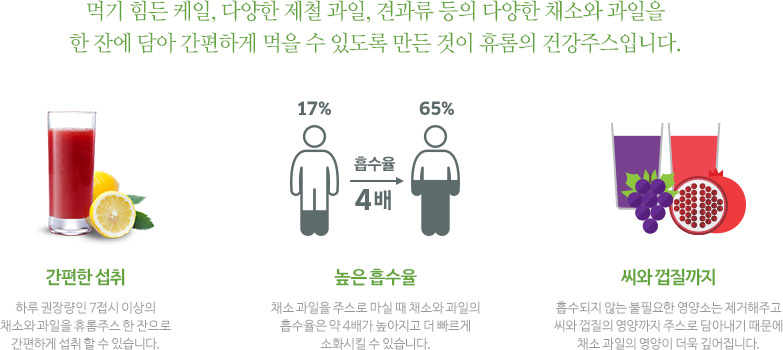 먹기 힘든 케일, 다양한 제철 과일, 견과류 등의 다양한 채소와 과일을
한 잔에 담아 간편하게 먹을 수 있도록 만든 것이 휴롬의 건강주스입니다.
17%
65%
흡수율
4배
간편한 섭취
하루 권장량인 7접시 이상의
채소와 과일을 휴롬주스 한 잔으로
간편하게 섭취 할 수 있습니다.
높은 흡수율
채소 과일을 주스로 마실 때 채소와 과일의
흡수율은 약 4배가 높아지고 더 빠르게
소화시킬 수 있습니다.
씨와 껍질까지
흡수되지 않는 불필요한 영양소는 제거해주고
씨와 껍질의 영양까지 주스로 담아내기 때문에
채소 과일의 영양이 더욱 깊어집니다.